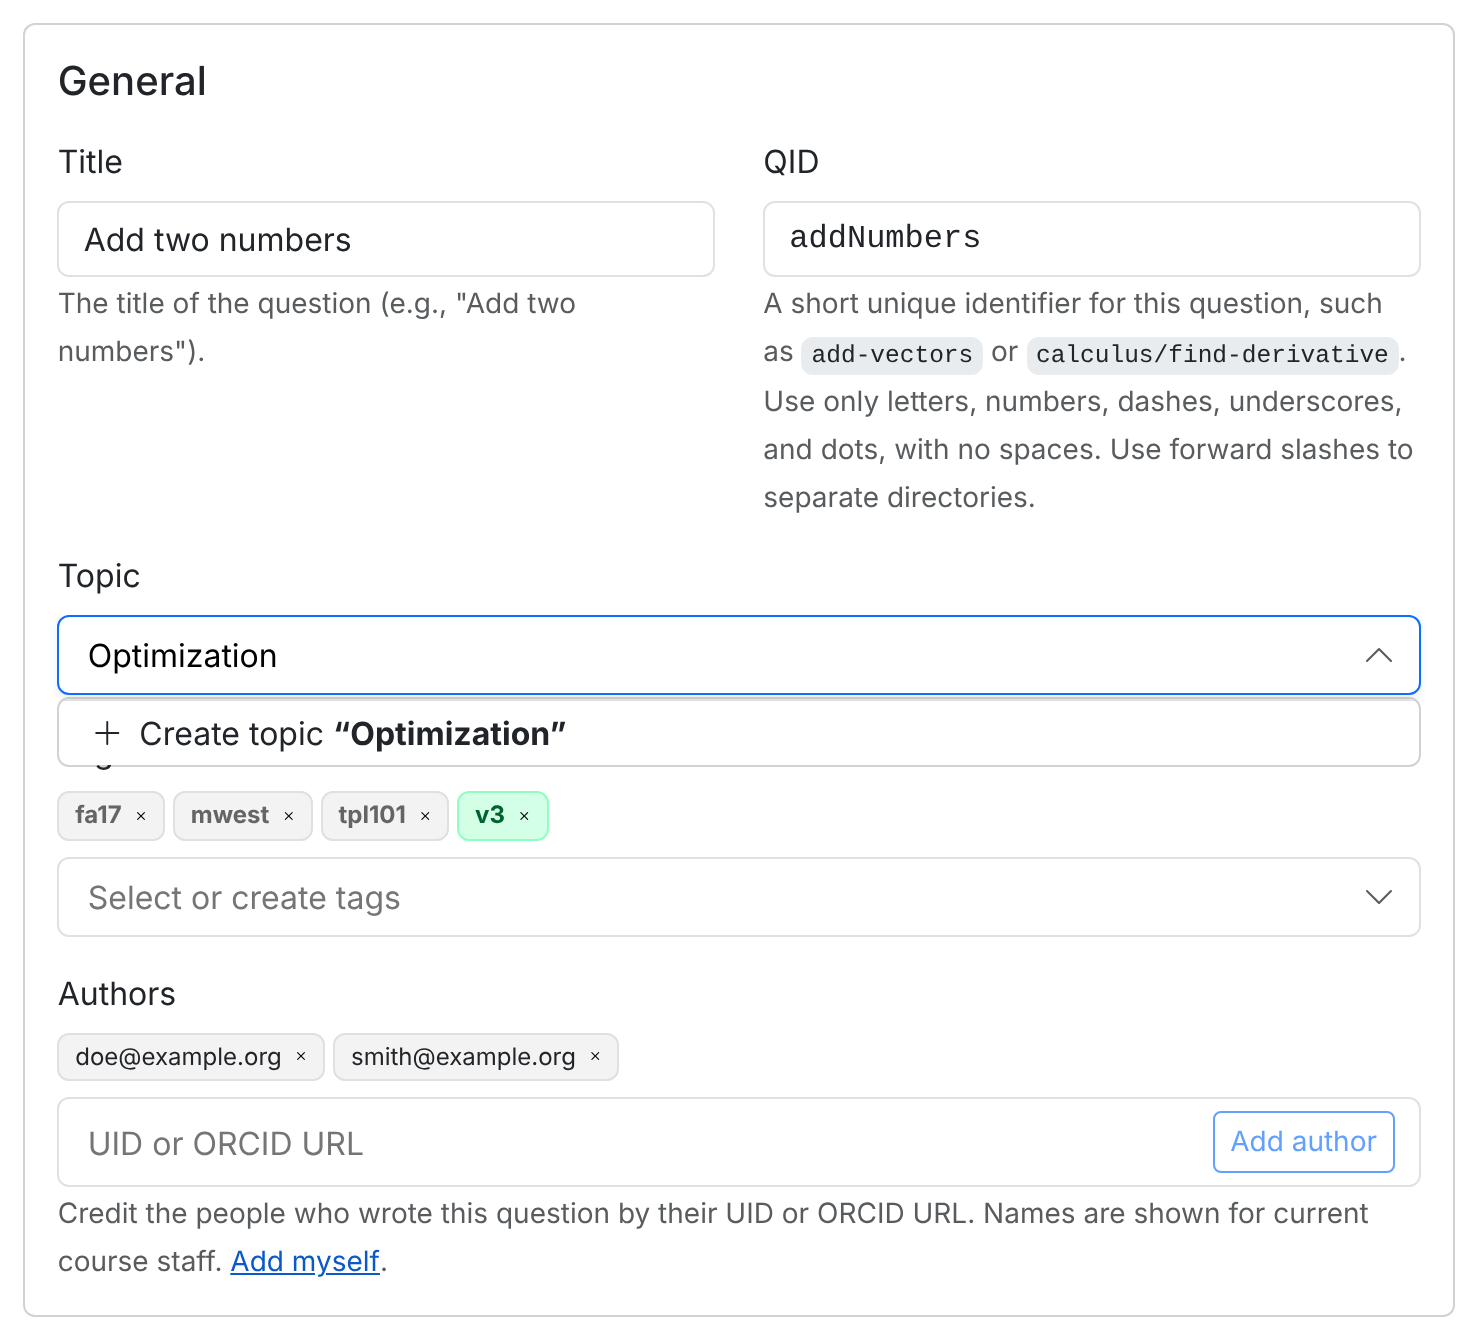 General
Title
QID
Add two numbers
addNumbers
The title of the question (e.g., "Add two
numbers").
A short unique identifier for this question, such
as add-vectors or calculus/find-derivative.
Use only letters, numbers, dashes, underscores,
and dots, with no spaces. Use forward slashes to
separate directories.
Topic
Optimization
Create topic “Optimization”
fa17 × mwest × tpl101 × v3 ×
Select or create tags
Authors
doe@example.org × smith@example.org ×
UID or ORCID URL
Add author
Credit the people who wrote this question by their UID or ORCID URL. Names are shown for current
course staff. Add myself.